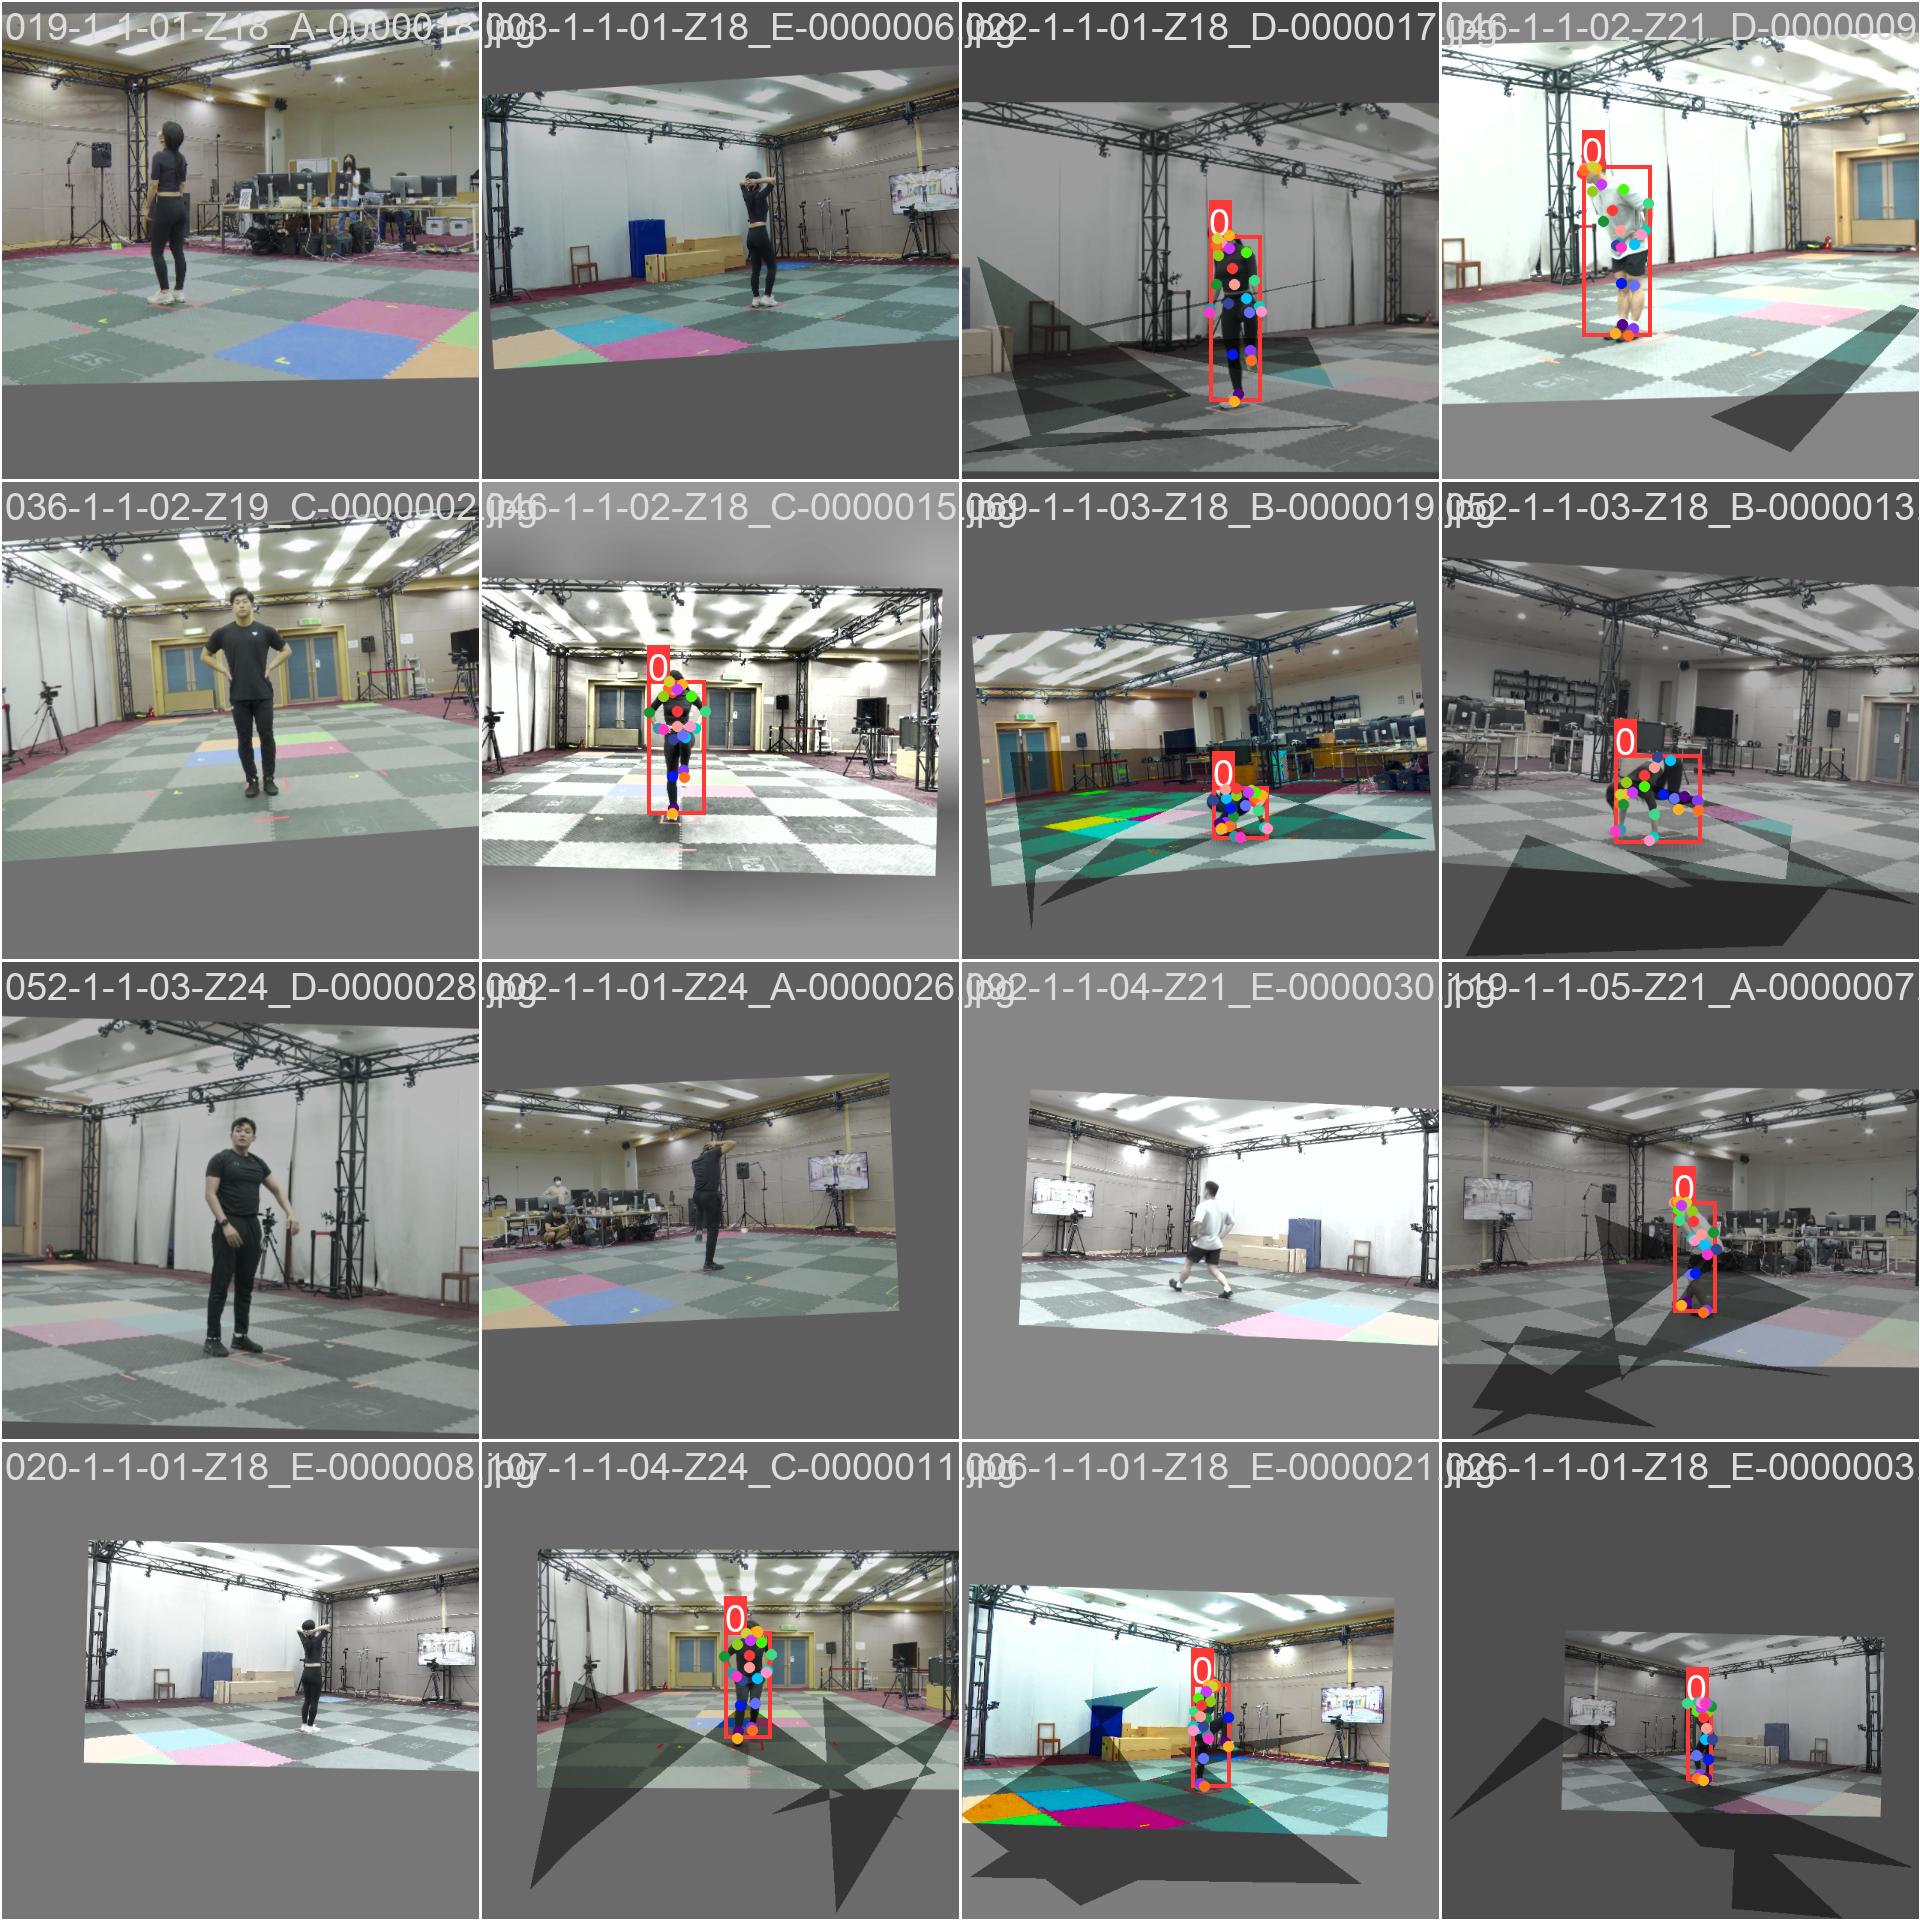 019-1-1-01-Z18_A-0000018.jpg
003-1-1-01-Z18_E-0000006.jpg
022-1-1-01-Z18_D-0000017.jpg
046-1-1-02-Z21_D-0000009
0
0
036-1-1-02-Z19_C-0000002.jpg
046-1-1-02-Z18_C-0000015.jpg
069-1-1-03-Z18_B-0000019.jpg
052-1-1-03-Z18_B-0000013.
0
0
0
052-1-1-03-Z24_D-0000028.jpg
002-1-1-01-Z24_A-0000026.jpg
092-1-1-04-Z21_E-0000030.jpg
119-1-1-05-Z21_A-0000007.
0
020-1-1-01-Z18_E-0000008.jpg
107-1-1-04-Z24_C-0000011.jpg
006-1-1-01-Z18_E-0000021.jpg
026-1-1-01-Z18_E-0000003.
0
0
0